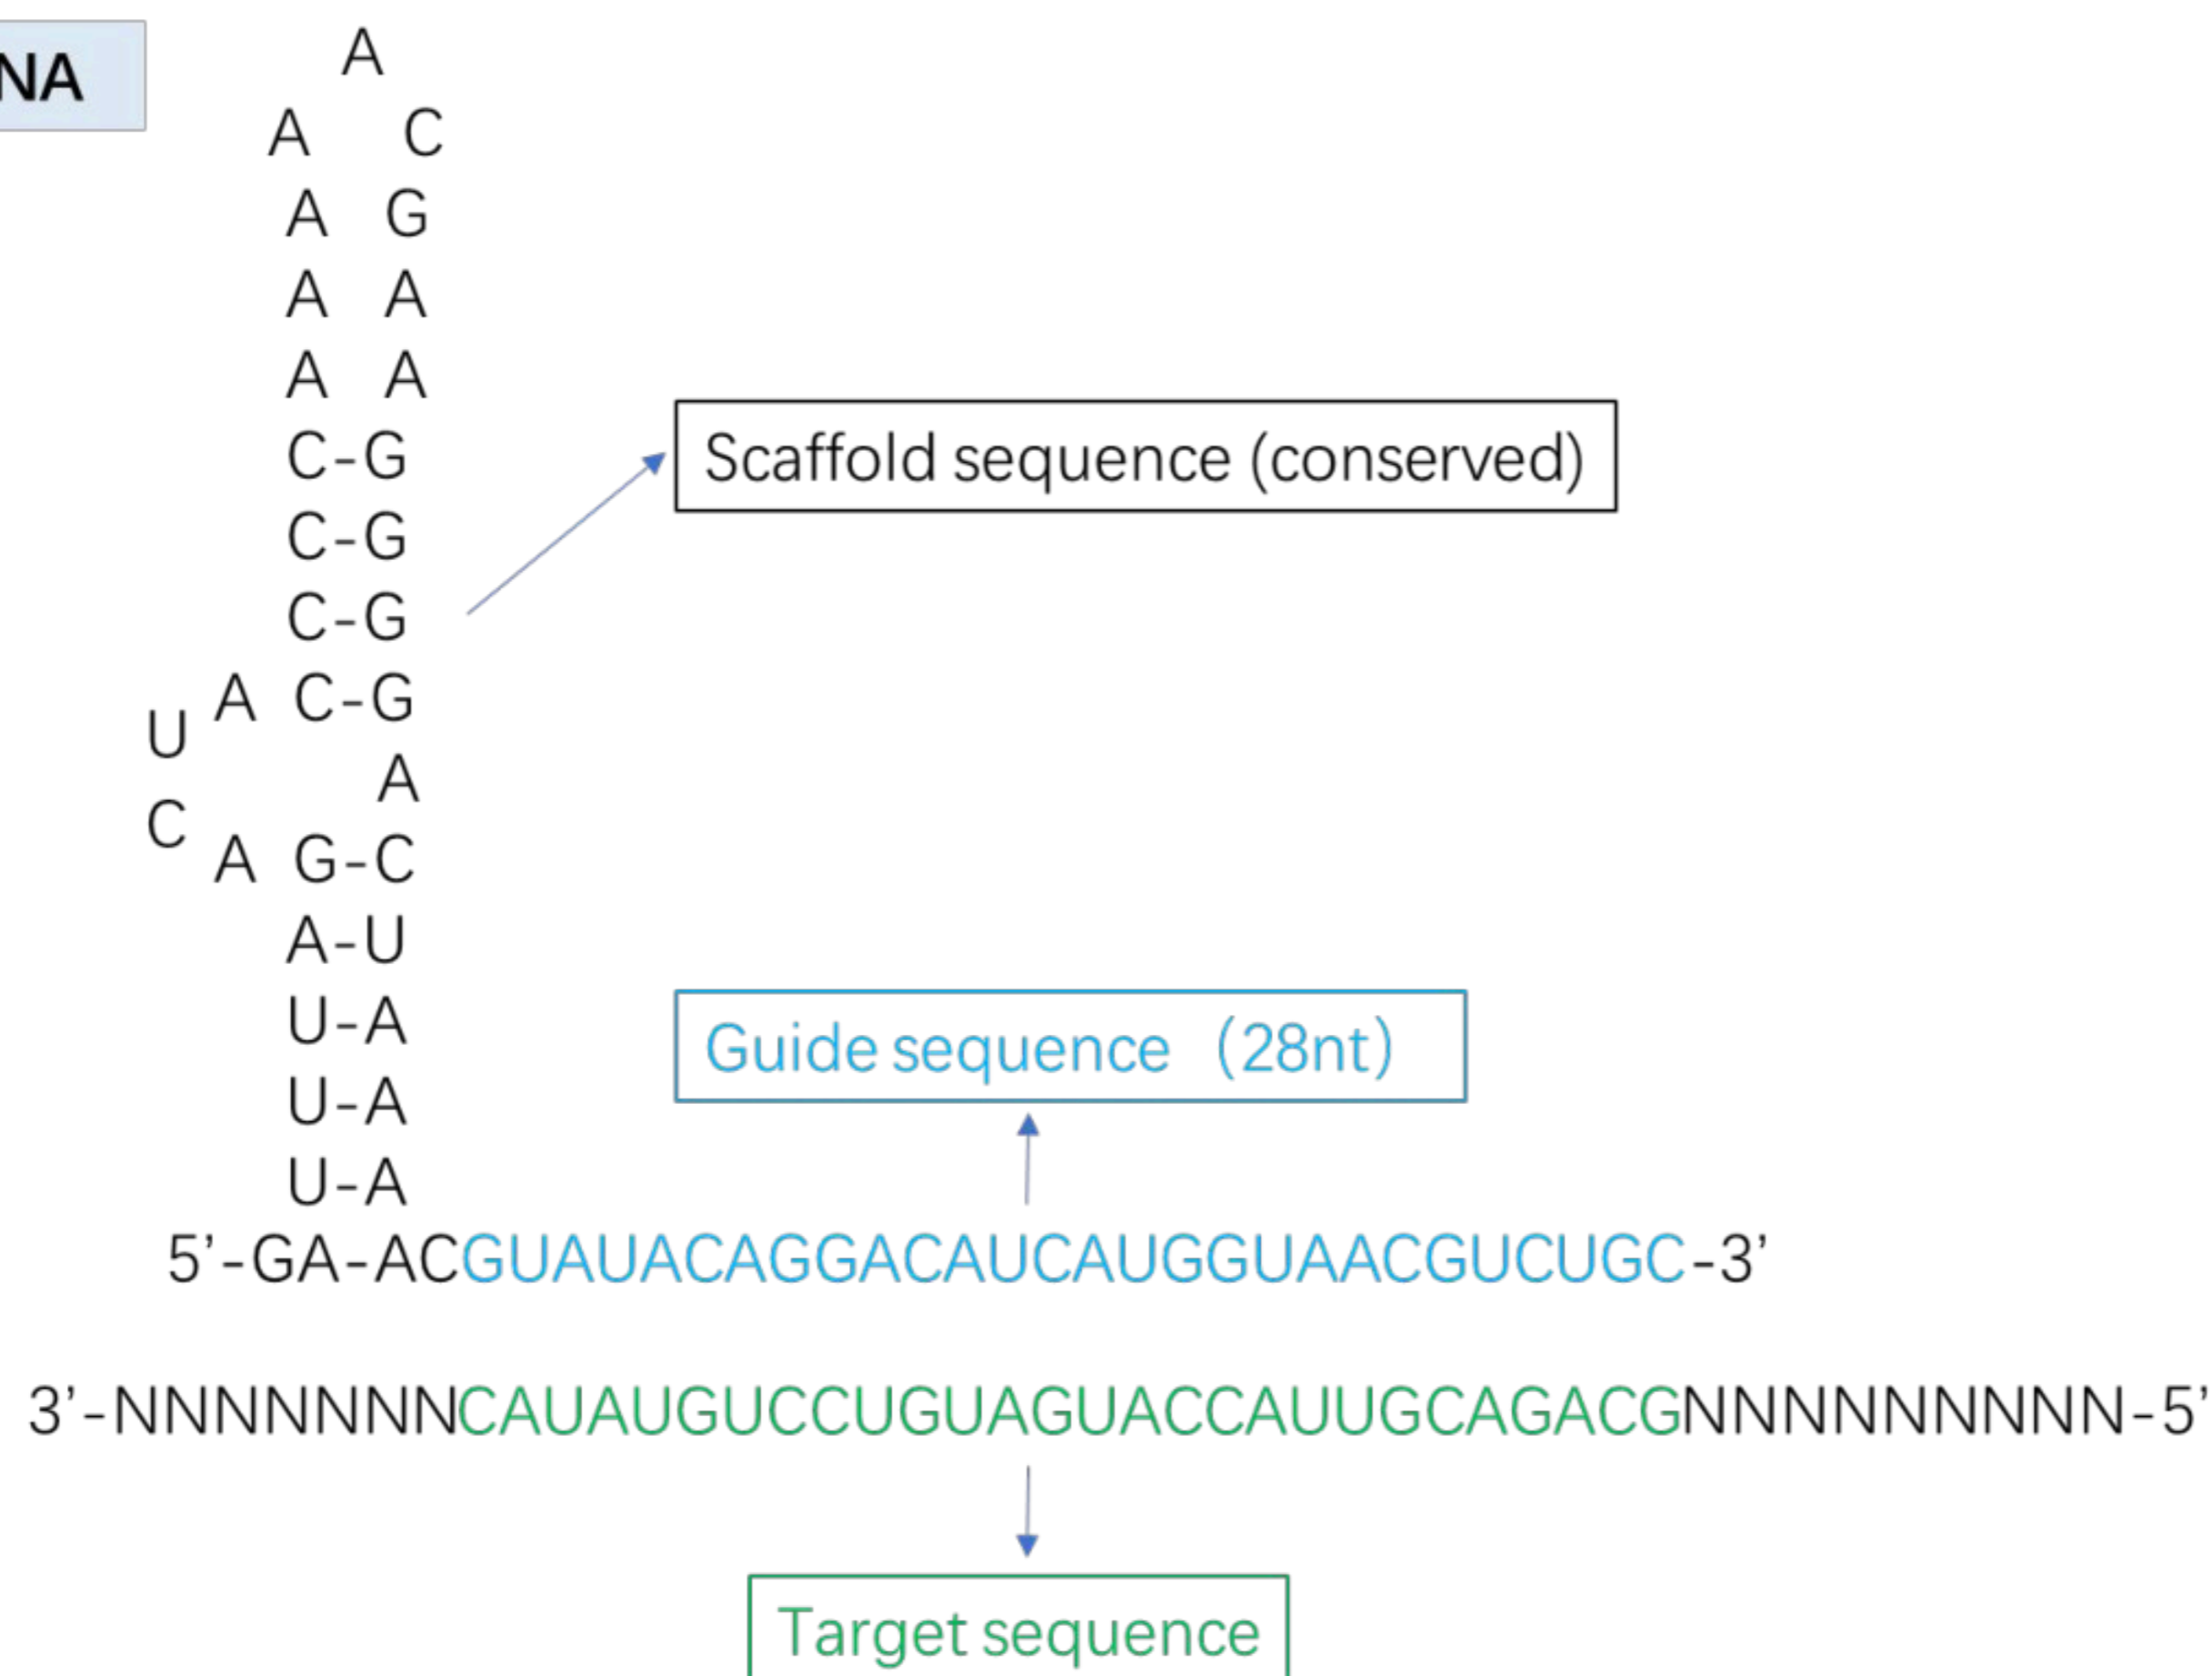 NA
A
A C
A G
A A
A A
C-G
C-G
C-G
Scaffold sequence (conserved)
U A C-G
A
C A G-C
A-U
U-A
U-A
U-A
Guide sequence (28nt)
5’-GA-ACGUAUACAGGACAUCAUGGUAACGUCUGC-3’
3’-NNNNNNNCAUAUGUCCUGUAGUACCAUUGCAGACGNNNNNNNNN-5’
Target sequence